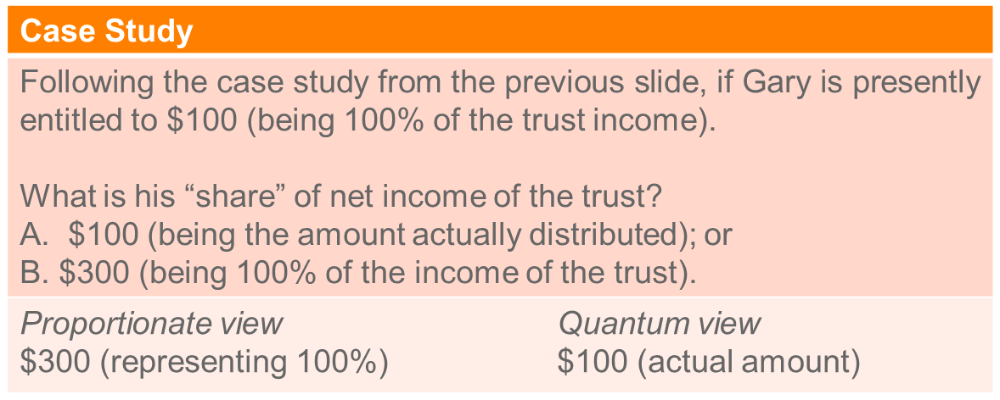 Case Study
Following the case study from the previous slide, if Gary is presently
entitled to $100 (being 100% of the trust income).
What is his “share” of net income of the trust?
A. $100 (being the amount actually distributed); or
B. $300 (being 100% of the income of the trust).
Proportionate view
$300 (representing 100%)
Quantum view
$100 (actual amount)